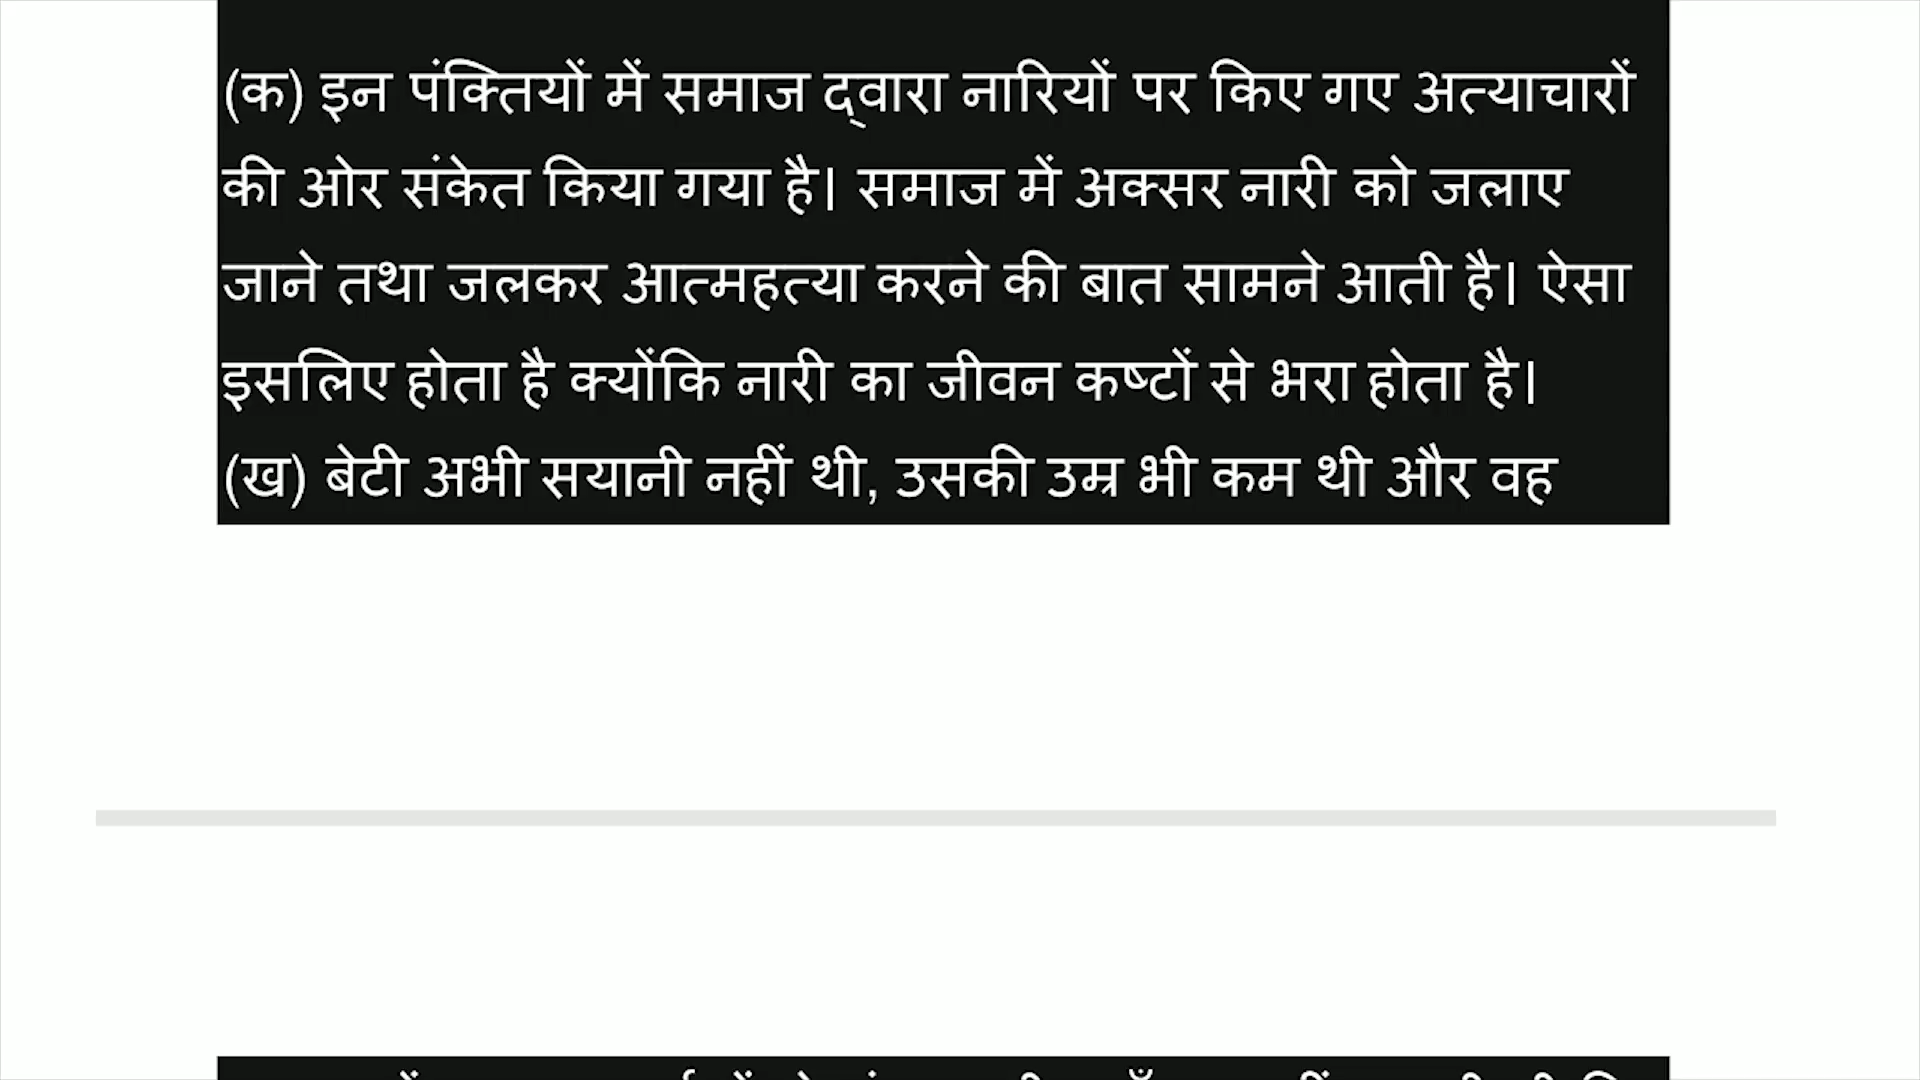 (क) इन पंक्तियों में समाज द्‌वारा नारियों पर किए गए अत्याचारों
की ओर संकेत किया गया है। समाज में अक्सर नारी को जलाए
जाने तथा जलकर आत्महत्या करने की बात सामने आती है। ऐसा
इसलिए होता है क्योंकि नारी का जीवन कष्टों से भरा होता है।
(ख) बेटी अभी सयानी नहीं थी, उसकी उम्र भी कम थी और वह